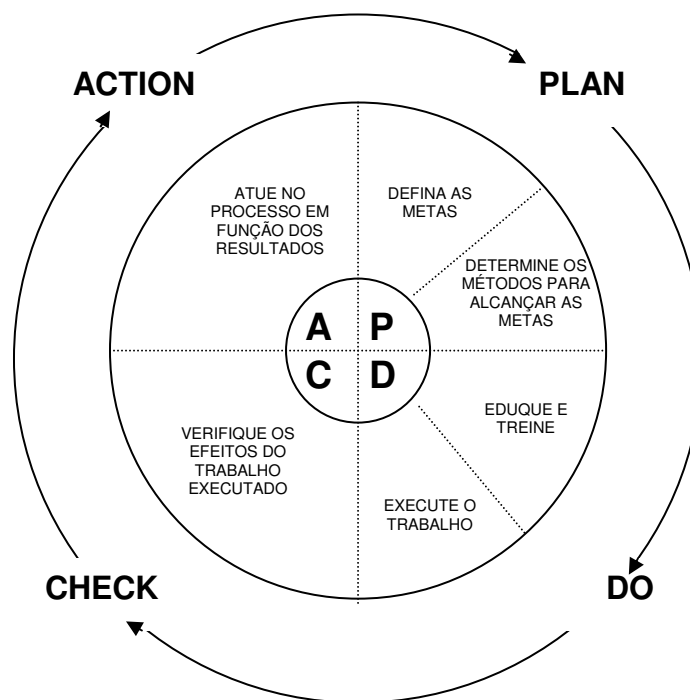 ACTION
PLAN
ATUE NO
PROCESSO EM
FUNÇÃO DOS
RESULTADOS
DEFINA AS
METAS
DETERMINE OS
MÉTODOS PARA
ALCANÇAR AS
METAS
A P
C D
EDUQUE E
TREINE
VERIFIQUE OS
EFEITOS DO
TRABALHO
EXECUTADO
EXECUTE O
TRABALHO
CHECK
DO